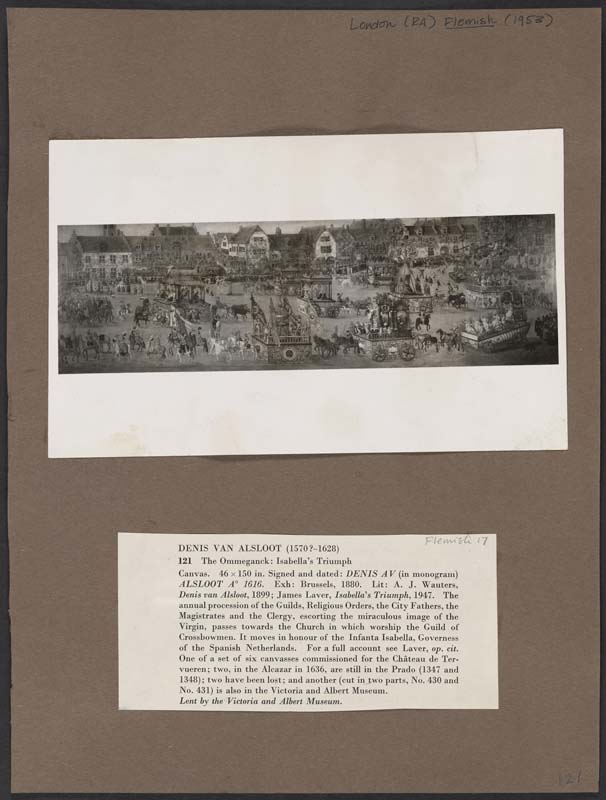 London (RA) Flemish (1953)
Flemish 17
DENIS VAN ALSLOOT (1570?–1628)
121 The Ommeganck: Isabella's Triumph
Canvas. 46 × 150 in. Signed and dated: DENIS AV (in monogram)
ALSLOOT Aº 1616. Exh: Brussels, 1880. Lit: A. J. Wauters,
Denis van Alsloot, 1899; James Laver, Isabella's Triumph, 1947. The
annual procession of the Guilds, Religious Orders, the City Fathers, the
Magistrates and the Clergy, escorting the miraculous image of the
Virgin, passes towards the Church in which worship the Guild of
Crossbowmen. It moves in honour of the Infanta Isabella, Governess
of the Spanish Netherlands. For a full account see Laver, op. cit.
One of a set of six canvasses commissioned for the Château de Ter-
vueren; two, in the Alcazar in 1636, are still in the Prado (1347 and
1348); two have been lost; and another (cut in two parts, No. 430 and
No. 431) is also in the Victoria and Albert Museum.
Lent by the Victoria and Albert Museum.
121